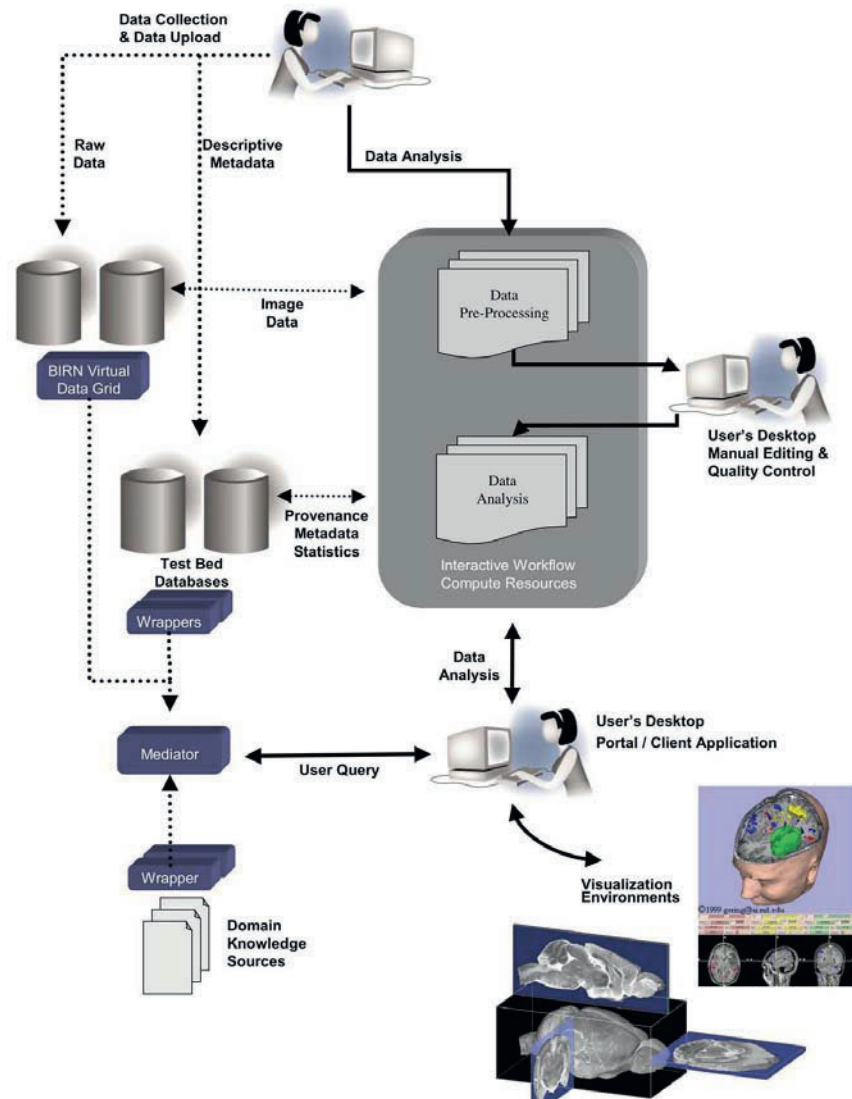 Data Collection
& Data Upload
Raw
Data
Descriptive
Metadata
Data Analysis
Data
Pre-Processing
Image
Data
BIRN Virtual
Data Grid
User's Desktop
Manual Editing &
Quality Control
Data
Analysis
Provenance
Metadata
Statistics
Test Bed
Databases
Interactive Workflow
Compute Resources
Wrappers
Data
Analysis
User's Desktop
Portal / Client Application
Mediator
User Query
Wrapper
Visualization
Environments
Domain
Knowledge
Sources
©1999